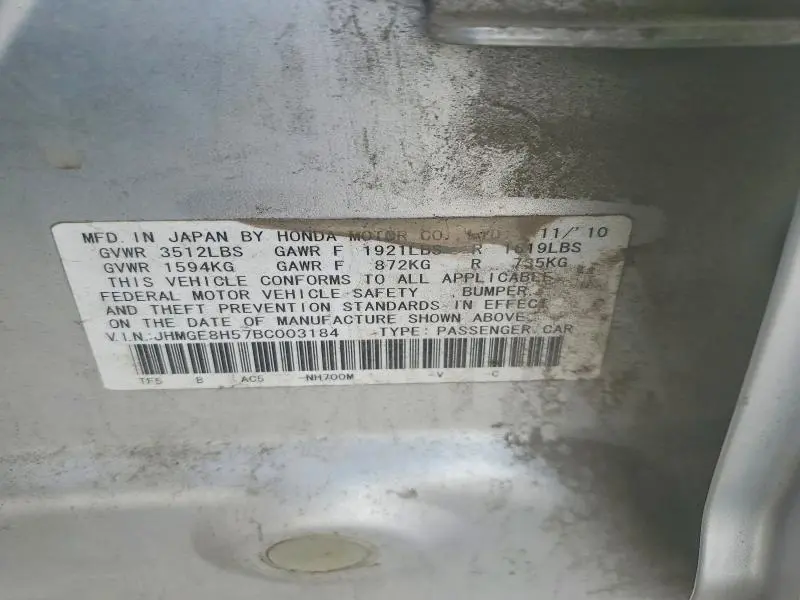 MFD. IN JAPAN BY HONDA MOTOR CO., LTD. 11/'10
GVWR 3512LBS GAWR F 1921LBS R 1619LBS
GVWR 1594KG GAWR F 872KG R 735KG
THIS VEHICLE CONFORMS TO ALL APPLICABLE
FEDERAL MOTOR VEHICLE SAFETY, BUMPER,
AND THEFT PREVENTION STANDARDS IN EFFECT
ON THE DATE OF MANUFACTURE SHOWN ABOVE.
V.I.N.:JHMGE8H57BC003184 TYPE: PASSENGER CAR
TF5 B AC5 NH700M -V C